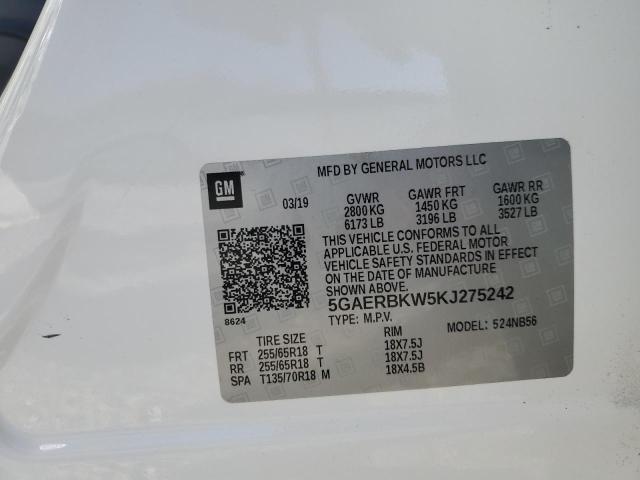 MFD BY GENERAL MOTORS LLC
GM
03/19 GVWR GAWR FRT GAWR RR
2800 KG 1450 KG 1600 KG
6173 LB 3196 LB 3527 LB
THIS VEHICLE CONFORMS TO ALL
APPLICABLE U.S. FEDERAL MOTOR
VEHICLE SAFETY STANDARDS IN EFFECT
ON DATE OF MANUFACTURE
5GAERBKW5KJ275242
8624
TYPE: M.P.V. MODEL: 524NB56
TIRE SIZE RIM
FRT 255/65R18 T 18X7.5J
RR 255/65R18 T 18X7.5J
SPA T135/70R18 M 18X4.5B